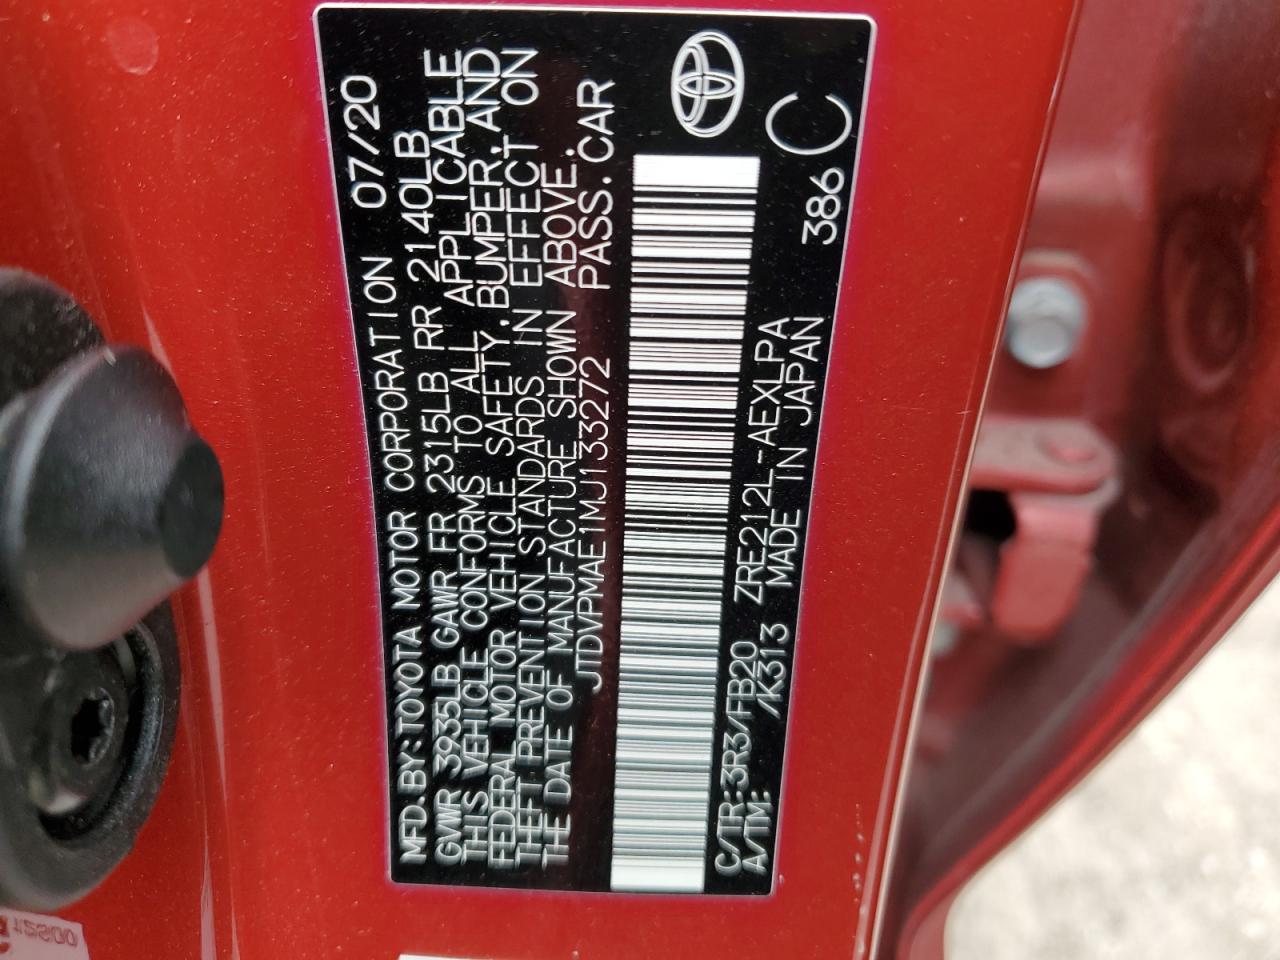 MFD. BY: TOYOTA MOTOR CORPORATION 07/20
GVWR 3935LB GAWR FR 2315LB RR 2140LB
THIS VEHICLE CONFORMS TO ALL APPLICABLE
FEDERAL MOTOR VEHICLE SAFETY, BUMPER, AND
THEFT PREVENTION STANDARDS IN EFFECT ON
THE DATE OF MANUFACTURE SHOWN ABOVE.
JTDVPMAE1MJ133272 PASS. CAR
C/TR: 3R3/FB20 ZRE212L-AEXLPA 386
A/TM: /K313 MADE IN JAPAN C